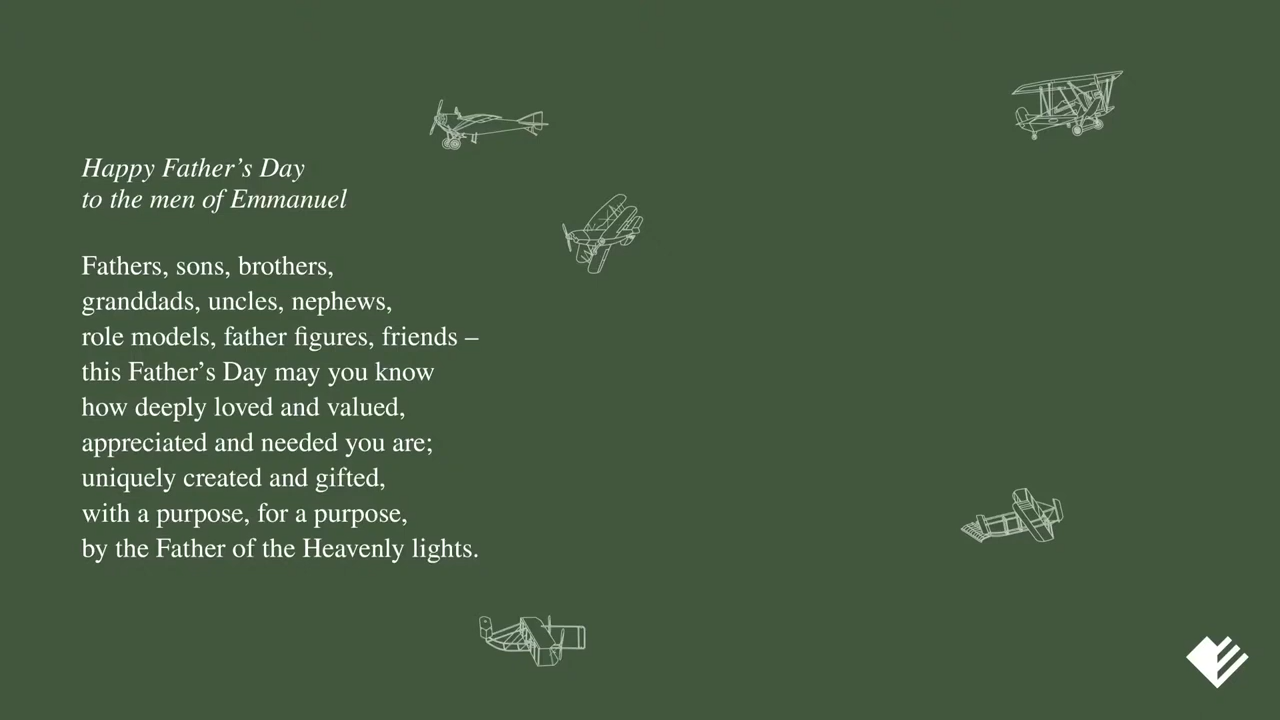 Happy Father’s Day
to the men of Emmanuel
Fathers, sons, brothers,
granddads, uncles, nephews,
role models, father figures, friends –
this Father’s Day may you know
how deeply loved and valued,
appreciated and needed you are;
uniquely created and gifted,
with a purpose, for a purpose,
by the Father of the Heavenly lights.